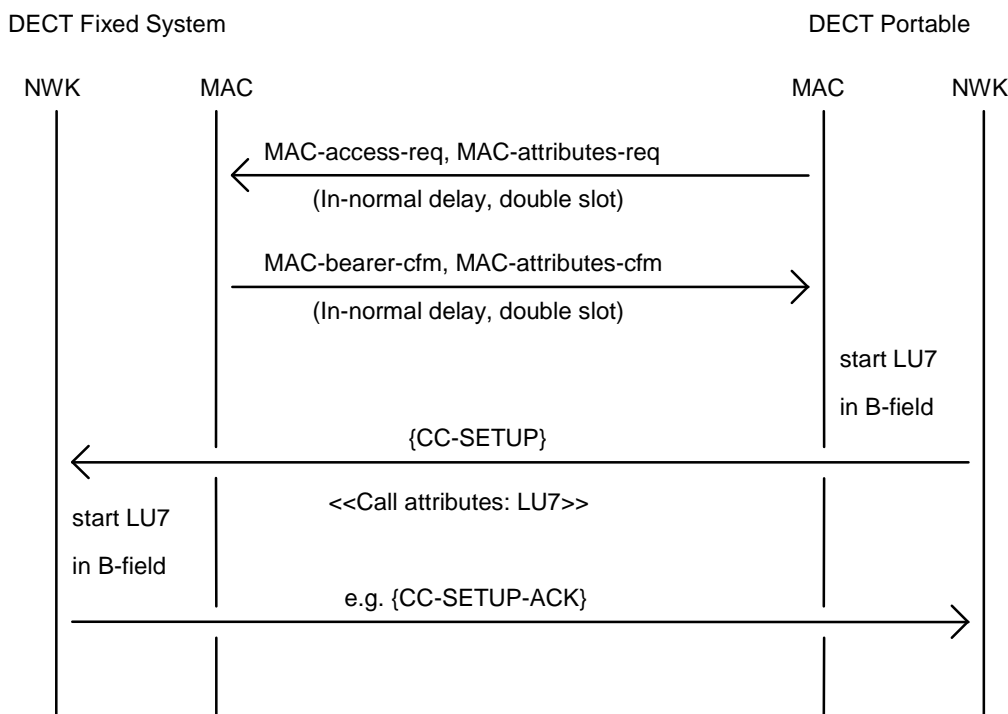 DECT Fixed System
DECT Portable
NWK
MAC
MAC
NWK
MAC-access-req, MAC-attributes-req
(In-normal delay, double slot)
MAC-bearer-cfm, MAC-attributes-cfm
(In-normal delay, double slot)
start LU7
in B-field
{CC-SETUP}
<<Call attributes: LU7>>
start LU7
in B-field
e.g. {CC-SETUP-ACK}